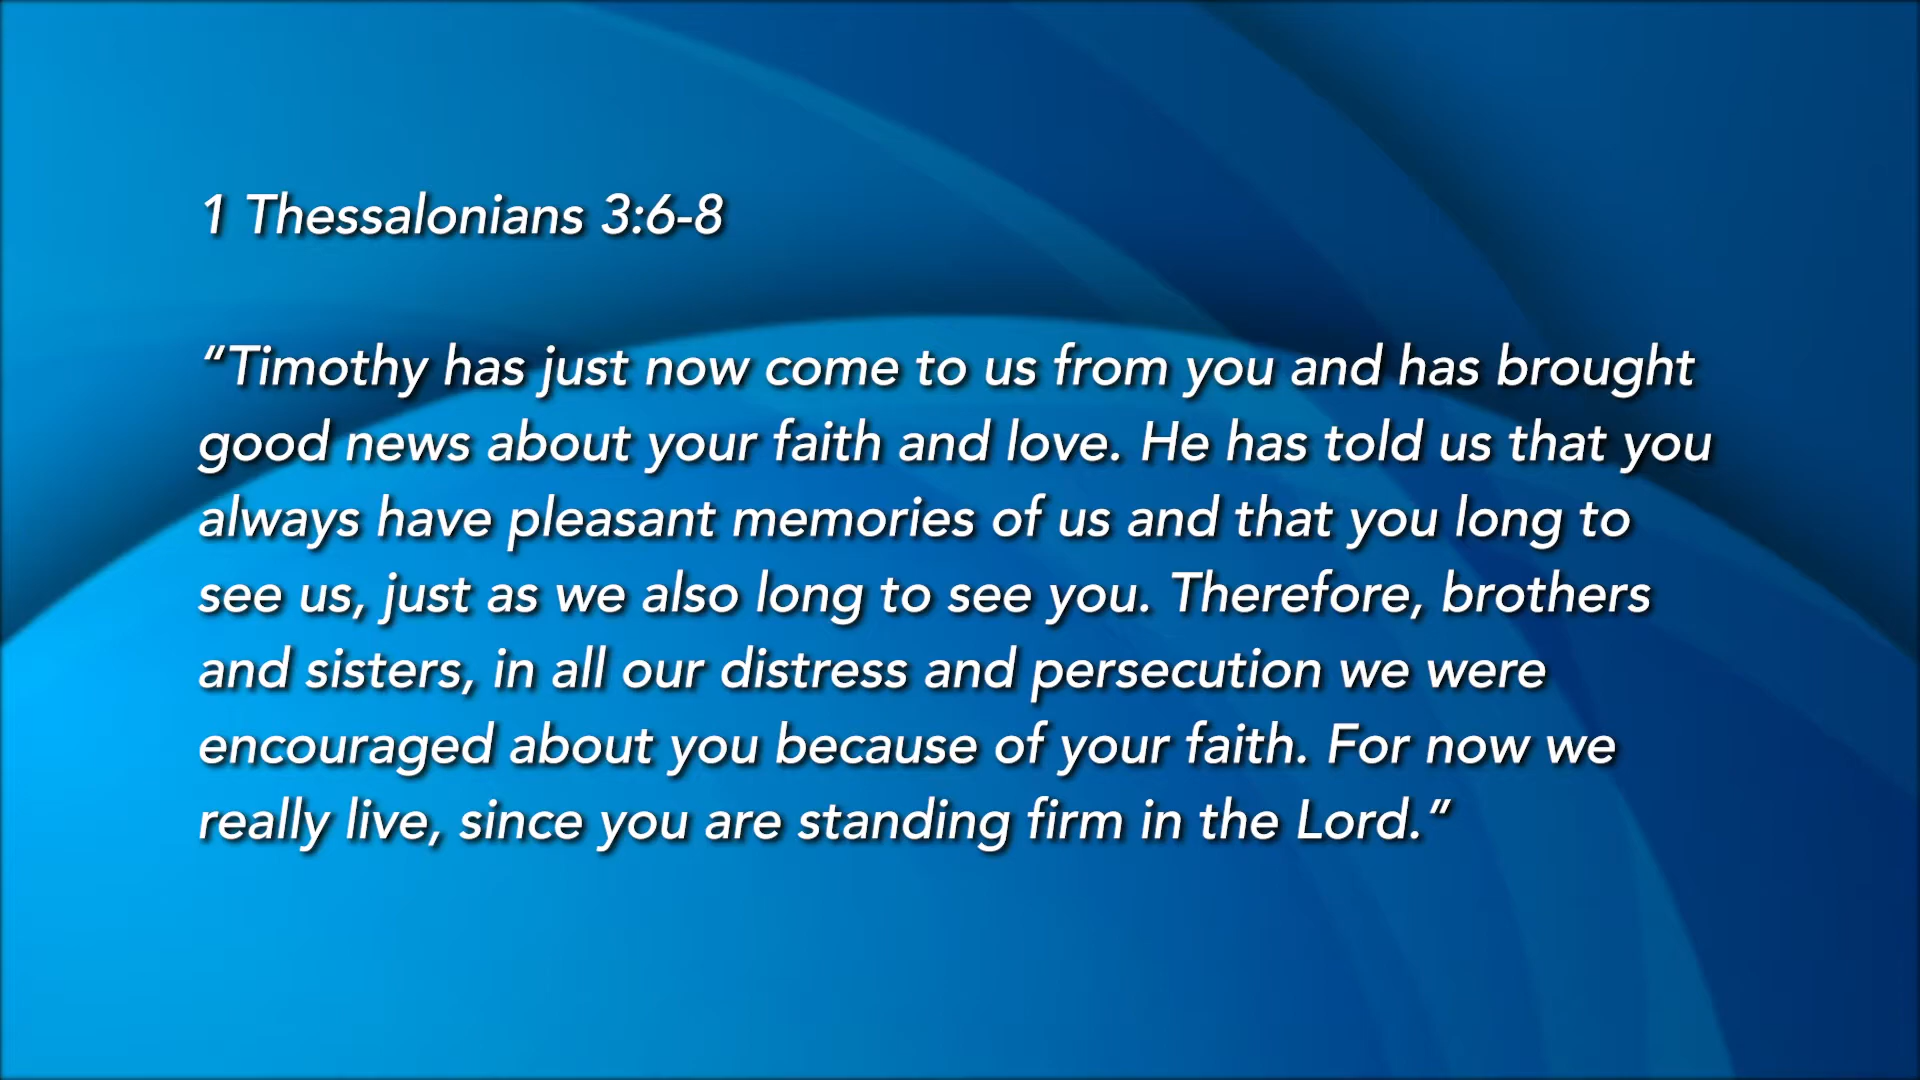 1 Thessalonians 3:6-8
“Timothy has just now come to us from you and has brought
good news about your faith and love. He has told us that you
always have pleasant memories of us and that you long to
see us, just as we also long to see you. Therefore, brothers
and sisters, in all our distress and persecution we were
encouraged about you because of your faith. For now we
really live, since you are standing firm in the Lord.”